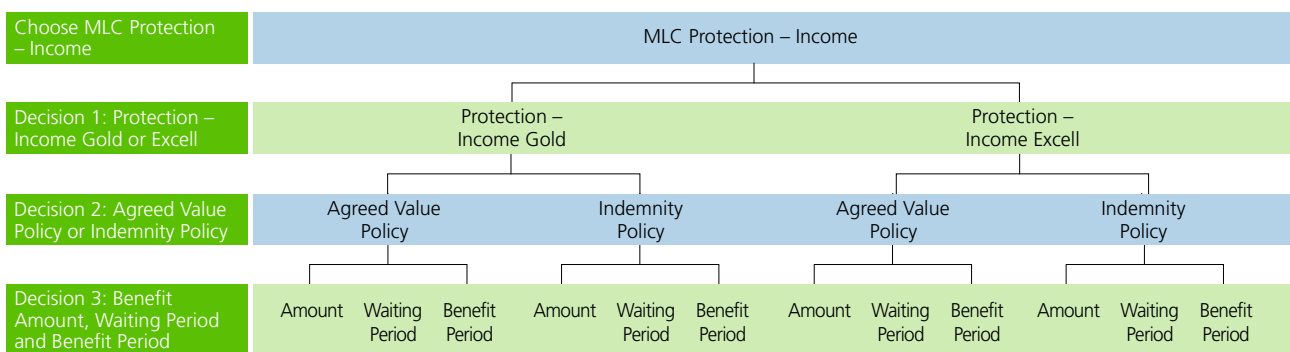 Choose MLC Protection
– Income
MLC Protection – Income
Decision 1: Protection –
Income Gold or Excell
Protection –
Income Gold
Protection –
Income Excell
Decision 2: Agreed Value
Policy or Indemnity Policy
Agreed Value
Policy
Indemnity
Policy
Agreed Value
Policy
Indemnity
Policy
Decision 3: Benefit
Amount, Waiting Period
and Benefit Period
Amount
Waiting
Period
Benefit
Period
Amount
Waiting
Period
Benefit
Period
Amount
Waiting
Period
Benefit
Period
Amount
Waiting
Period
Benefit
Period